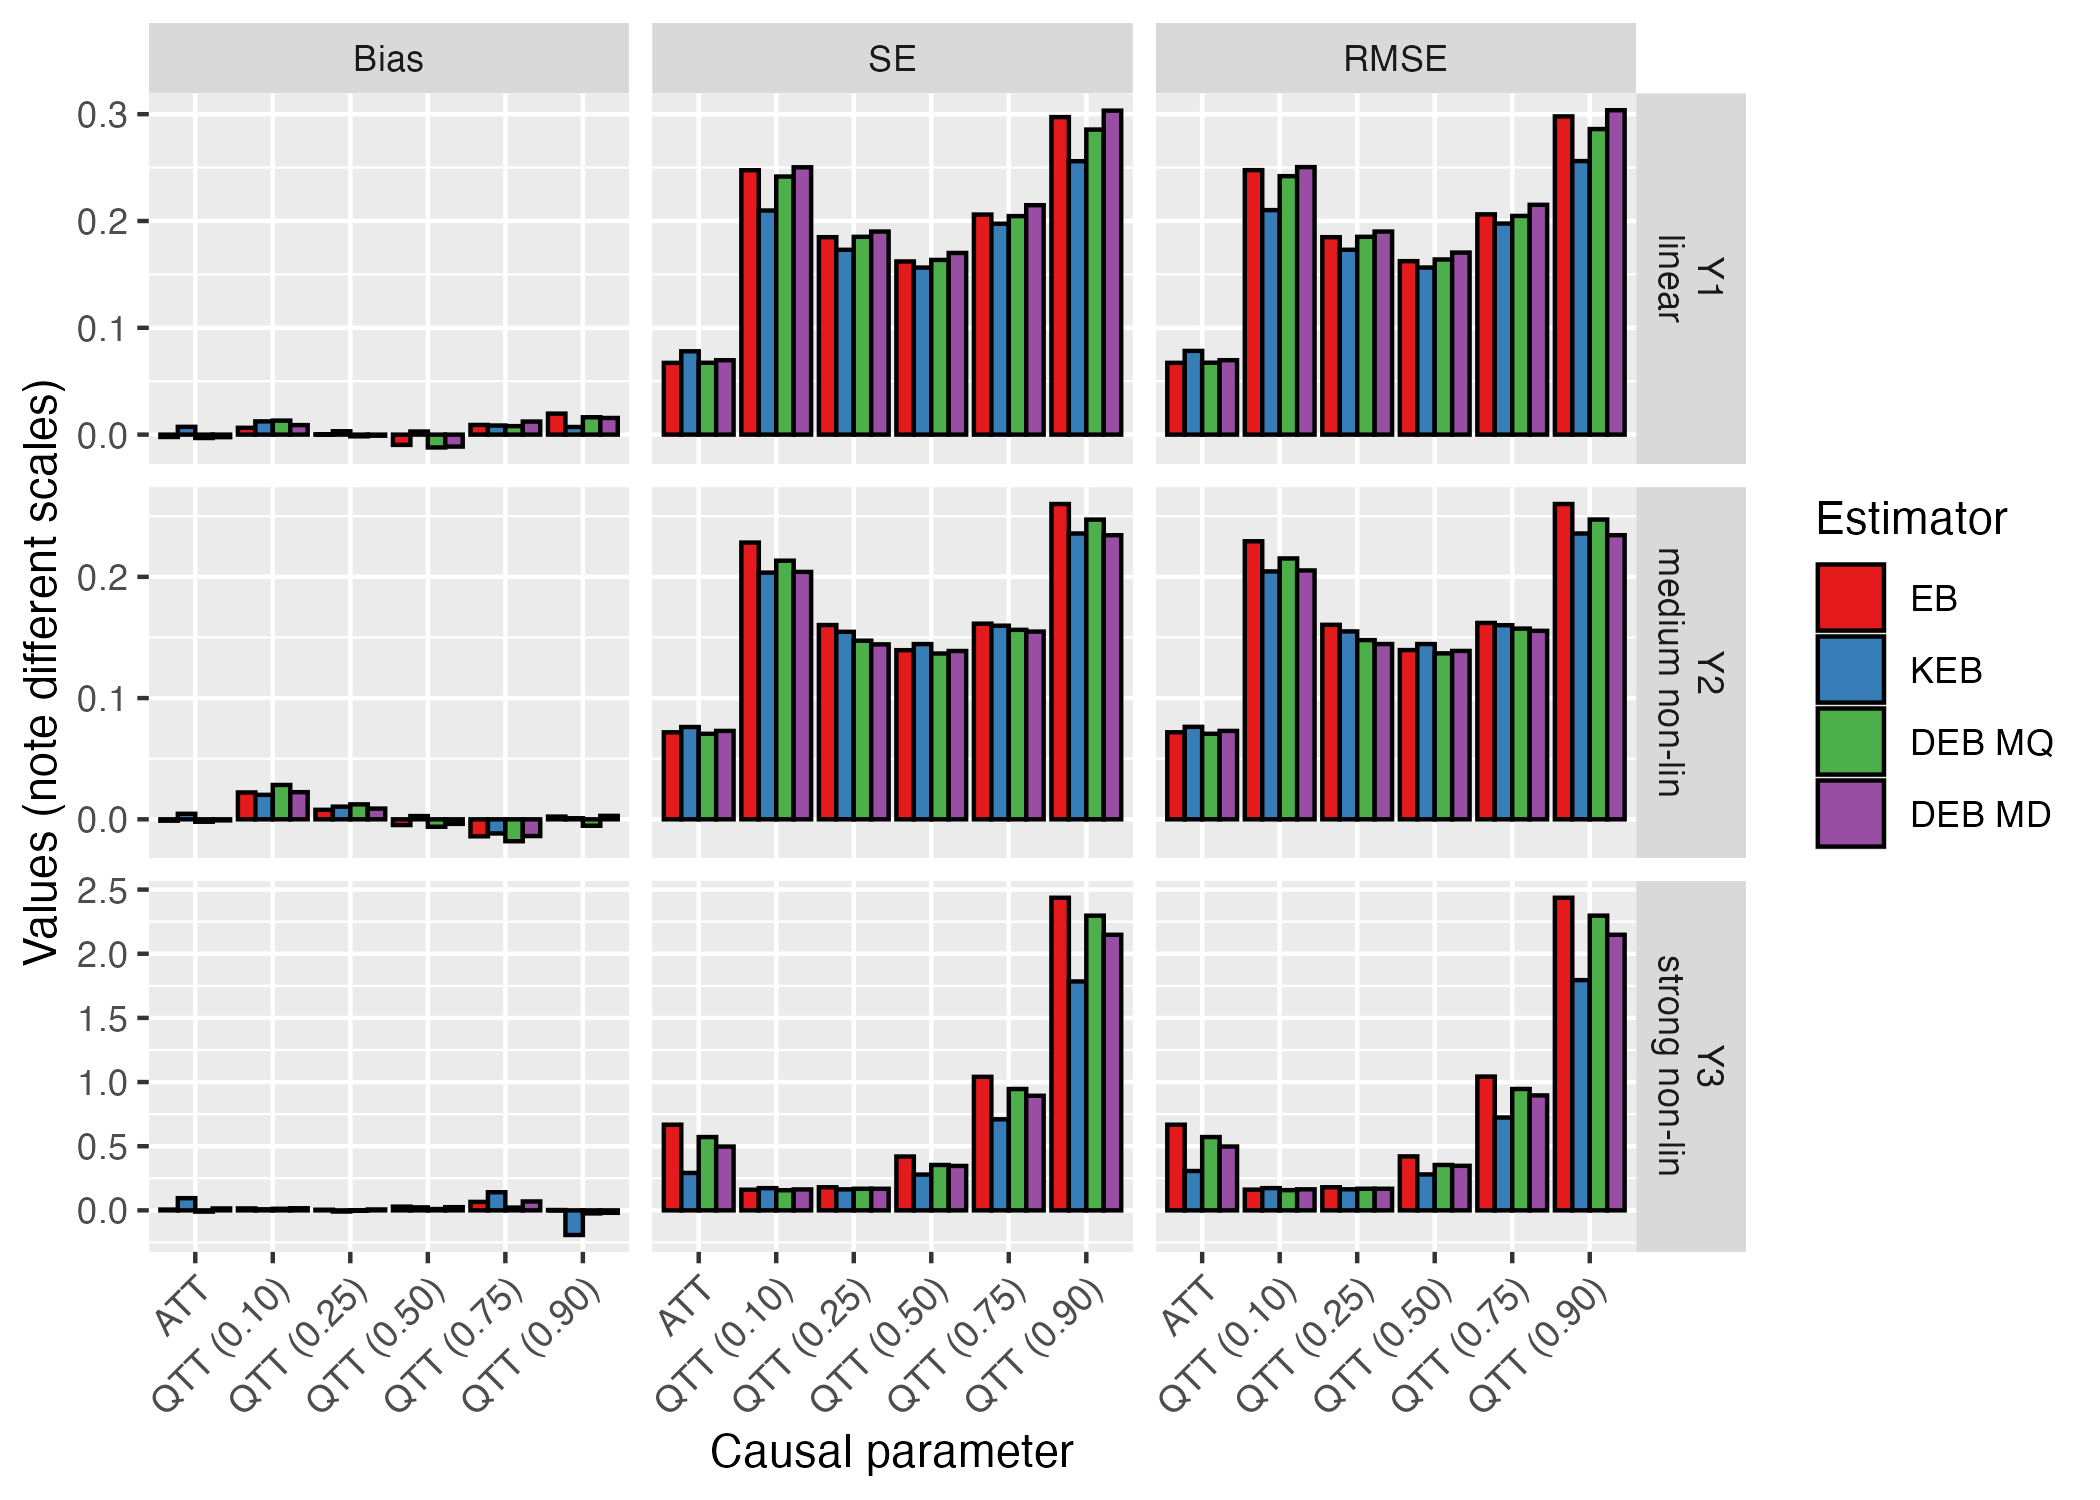 Bias
SE
RMSE
Values (note different scales)
0.3
0.2
0.1
0.0
Y1
linear
0.2
0.1
0.0
Y2
medium non-lin
2.5
2.0
1.5
1.0
0.5
0.0
Y3
strong non-lin
ATT
QTT (0.10)
QTT (0.25)
QTT (0.50)
QTT (0.75)
QTT (0.90)
ATT
QTT (0.10)
QTT (0.25)
QTT (0.50)
QTT (0.75)
QTT (0.90)
ATT
QTT (0.10)
QTT (0.25)
QTT (0.50)
QTT (0.75)
QTT (0.90)
Causal parameter
Estimator
EB
KEB
DEB MQ
DEB MD